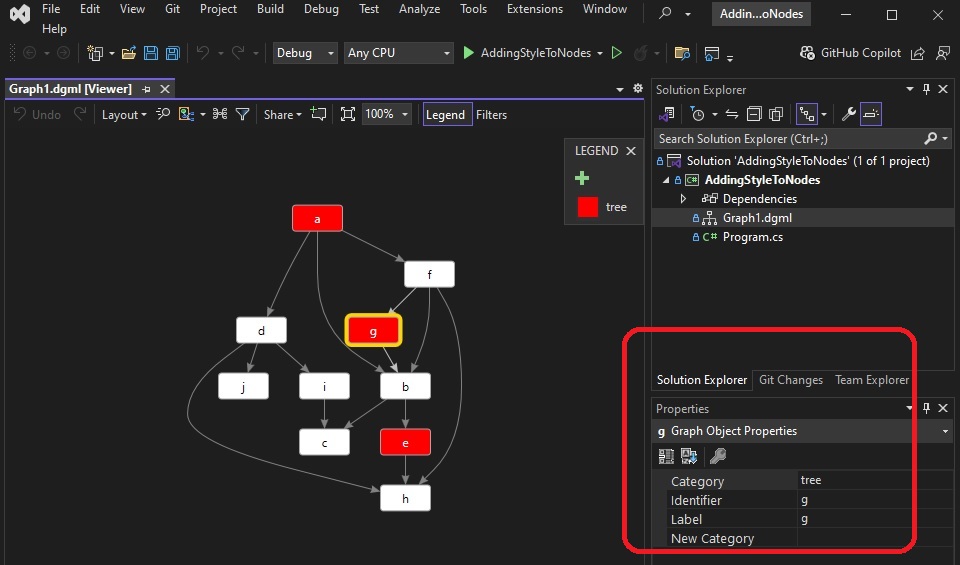 File Edit View Git Project Build Debug Test Analyze Tools Extensions Window Addin...oNodes
Help
Debug Any CPU AddingStyleToNodes GitHub Copilot
Graph1.dgml [Viewer]
Undo Layout Share 100% Legend Filters
LEGEND
tree
a
f
d
g
j
i
b
c
e
h
Solution Explorer
Search Solution Explorer (Ctrl+;)
Solution 'AddingStyleToNodes' (1 of 1 project)
C# AddingStyleToNodes
Dependencies
Graph1.dgml
C# Program.cs
Solution Explorer Git Changes Team Explorer
Properties
g Graph Object Properties
Category tree
Identifier g
Label g
New Category